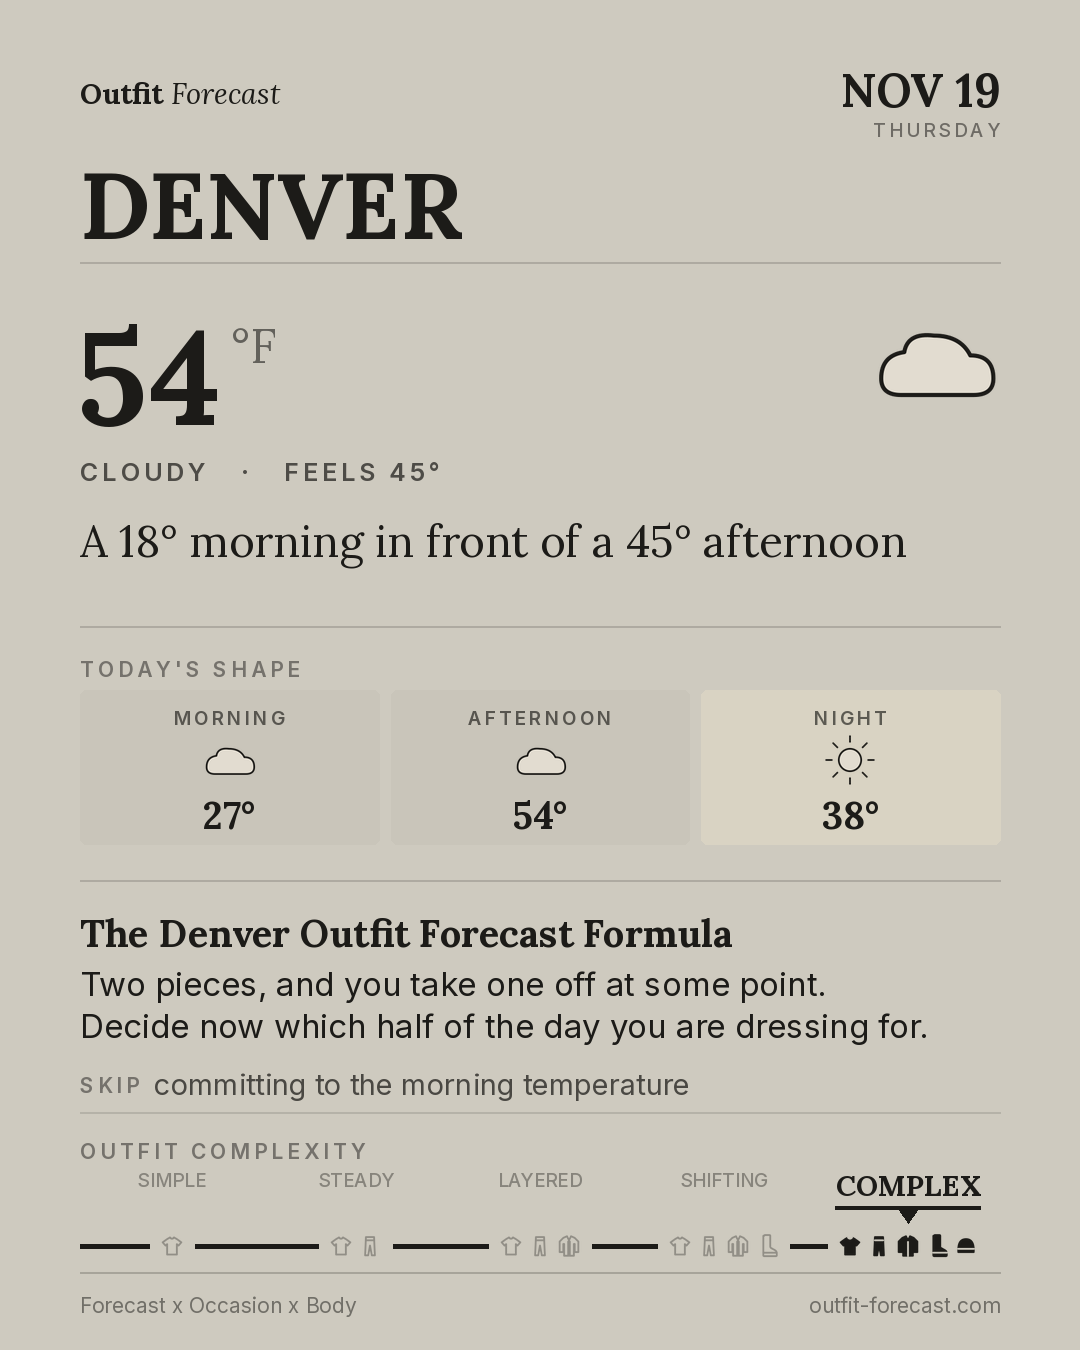 Outfit Forecast
NOV 19
THURSDAY
DENVER
54 °F
CLOUDY · FEELS 45°
A 18° morning in front of a 45° afternoon
TODAY'S SHAPE
MORNING
27°
AFTERNOON
54°
NIGHT
38°
The Denver Outfit Forecast Formula
Two pieces, and you take one off at some point.
Decide now which half of the day you are dressing for.
SKIP committing to the morning temperature
OUTFIT COMPLEXITY
SIMPLE STEADY LAYERED SHIFTING COMPLEX
Forecast x Occasion x Body
outfit-forecast.com